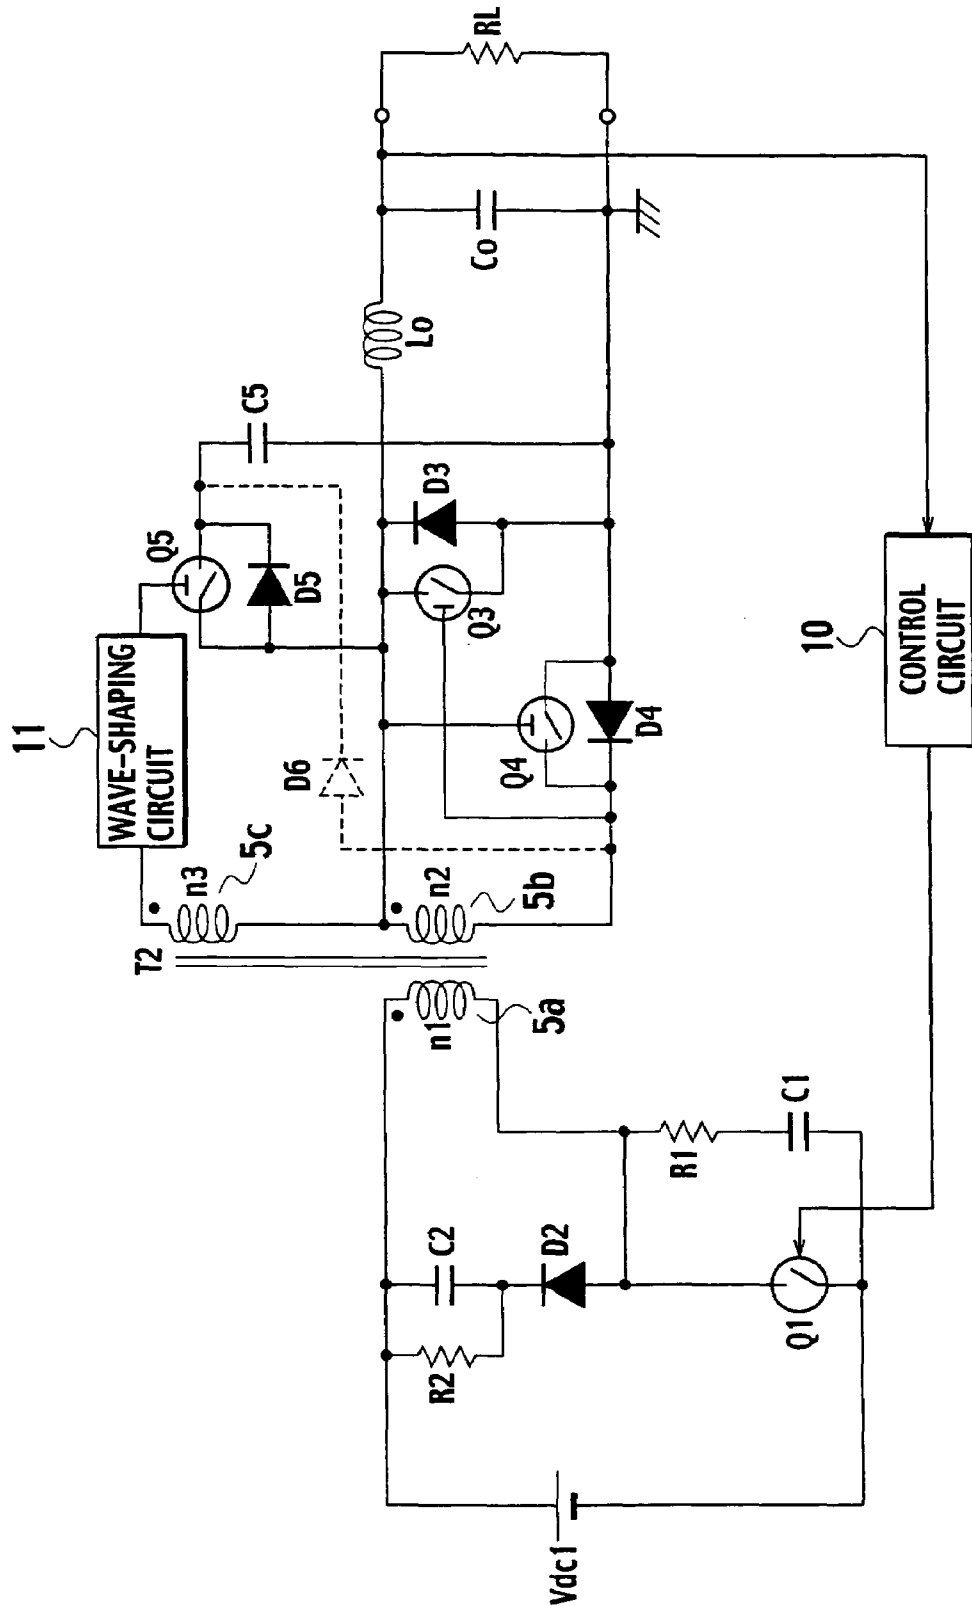 11
WAVE-SHAPING
CIRCUIT
Q5
D5
C5
T2
n3
5c
D6
D3
Q3
Q4
D4
Lo
Co
RL
n1
5a
n2
5b
C2
R2
D2
R1
C1
Q1
Vdc1
10
CONTROL
CIRCUIT